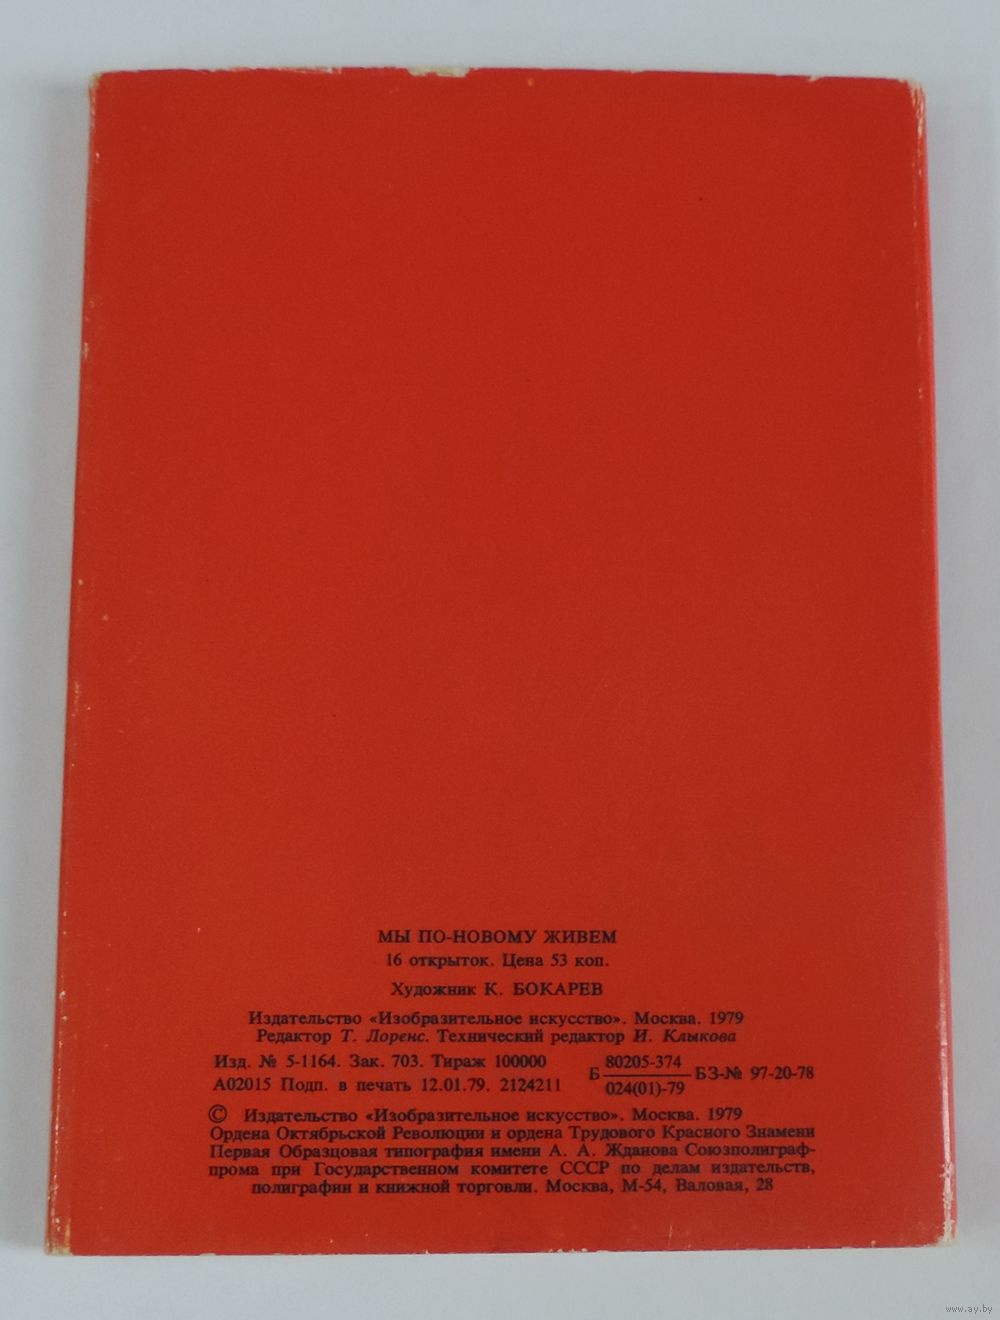 МЫ ПО-НОВОМУ ЖИВЕМ
16 открыток. Цена 53 коп.
Художник К. БОКАРЕВ
Издательство «Изобразительное искусство». Москва. 1979
Редактор Т. Лоренс. Технический редактор И. Клыкова
Изд. № 5-1164. Зак. 703. Тираж 100000
А02015 Подп. в печать 12.01.79. 2124211
Б 80205-374 БЗ-№ 97-20-78
024(01)-79
© Издательство «Изобразительное искусство». Москва. 1979
Ордена Октябрьской Революции и ордена Трудового Красного Знамени
Первая Образцовая типография имени А. А. Жданова Союзполиграф-
прома при Государственном комитете СССР по делам издательств,
полиграфии и книжной торговли. Москва, М-54, Валовая, 28
www.ay.by